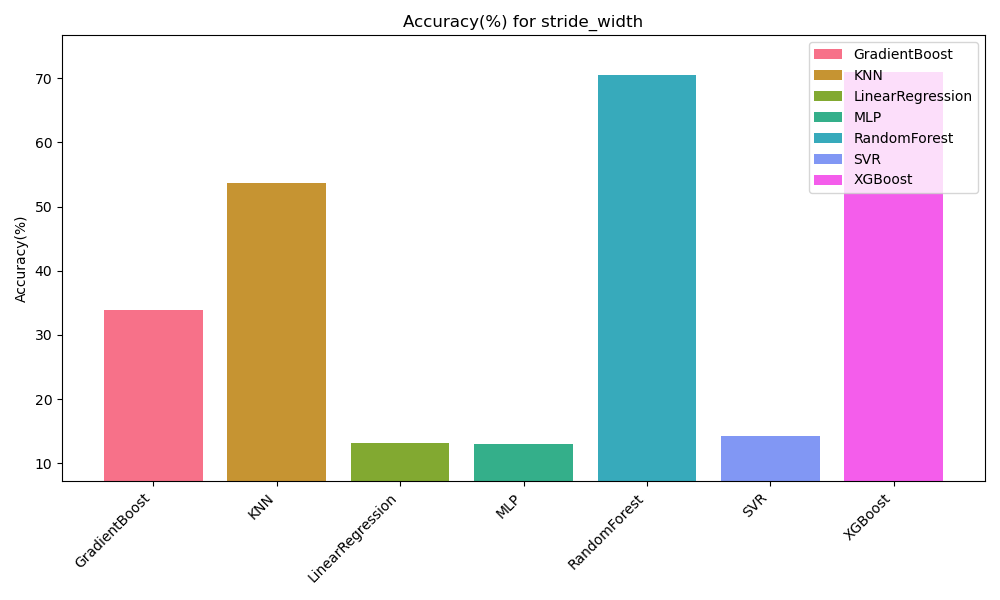 Accuracy(%) for stride_width
Accuracy(%)
70
60
50
40
30
20
10
GradientBoost
KNN
LinearRegression
MLP
RandomForest
SVR
XGBoost
GradientBoost
KNN
LinearRegression
MLP
RandomForest
SVR
XGBoost